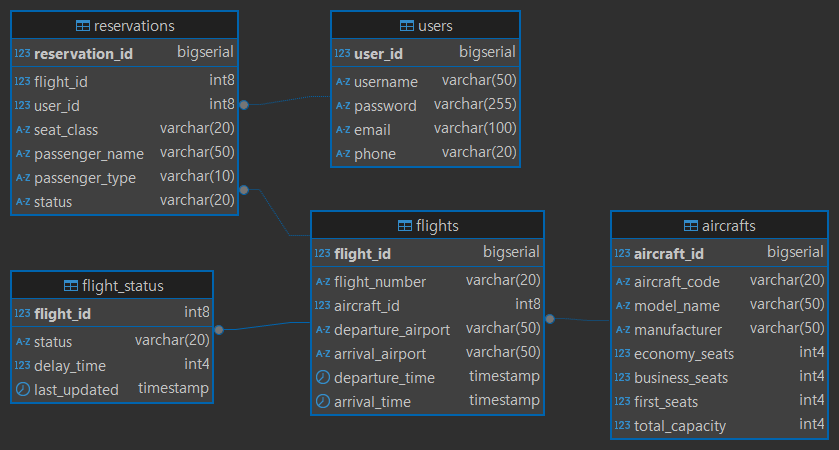 reservations
123 reservation_id bigserial
123 flight_id int8
123 user_id int8
A-Z seat_class varchar(20)
A-Z passenger_name varchar(50)
A-Z passenger_type varchar(10)
A-Z status varchar(20)
users
123 user_id bigserial
A-Z username varchar(50)
A-Z password varchar(255)
A-Z email varchar(100)
A-Z phone varchar(20)
flights
123 flight_id bigserial
A-Z flight_number varchar(20)
123 aircraft_id int8
A-Z departure_airport varchar(50)
A-Z arrival_airport varchar(50)
departure_time timestamp
arrival_time timestamp
aircrafts
123 aircraft_id bigserial
A-Z aircraft_code varchar(20)
A-Z model_name varchar(50)
A-Z manufacturer varchar(50)
123 economy_seats int4
123 business_seats int4
123 first_seats int4
123 total_capacity int4
flight_status
123 flight_id int8
A-Z status varchar(20)
123 delay_time int4
last_updated timestamp